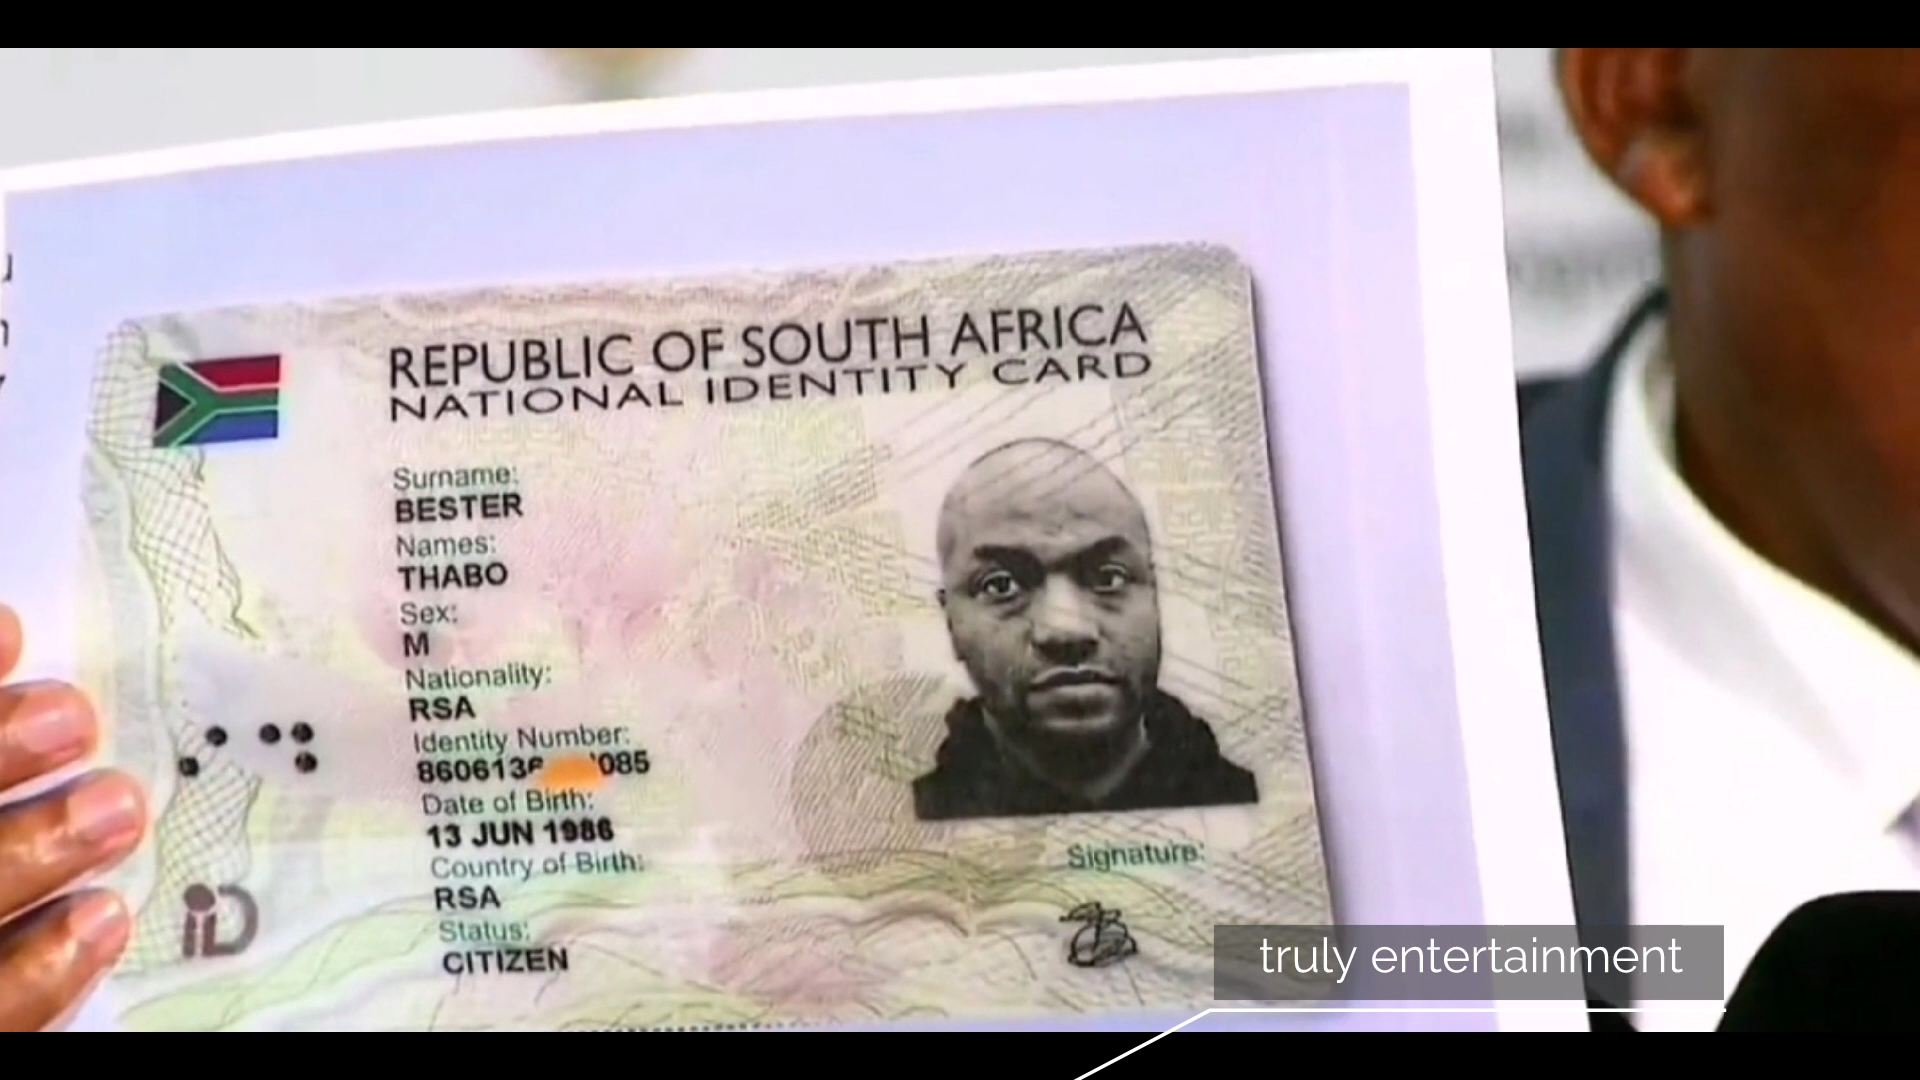 REPUBLIC OF SOUTH AFRICA
NATIONAL IDENTITY CARD
Surname:
BESTER
Names:
THABO
Sex:
M
Nationality:
RSA
Identity Number:
Date of Birth:
13 JUN 1986
Country of Birth:
RSA
Status:
CITIZEN
Signature:
iD
truly entertainment